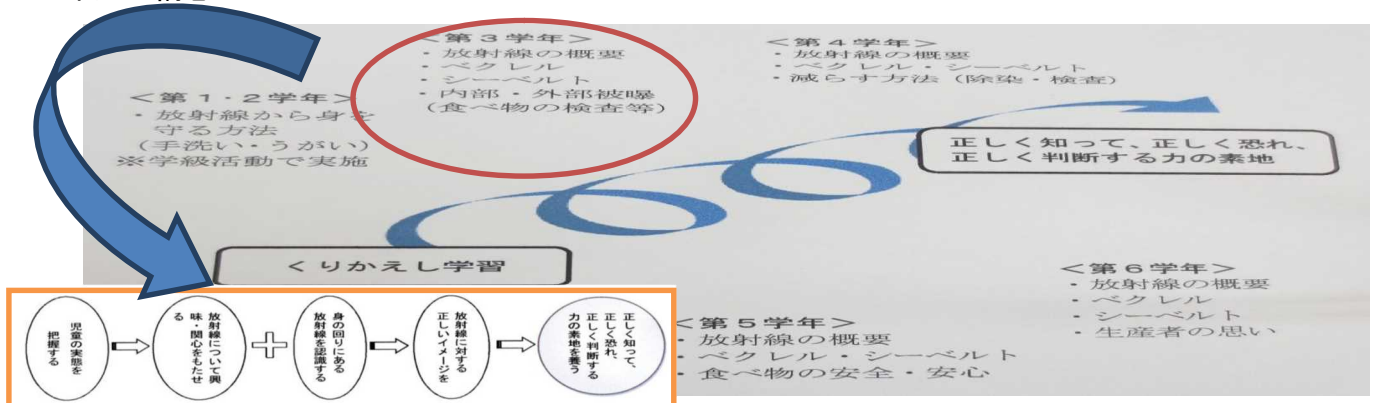 <第3学年>
・放射線の概要
・ベクレル
・シーベルト
・内部・外部被曝
(食べ物の検査等)
<第4学年>
・放射線の概要
・ベクレル・シーベルト
・減らす方法(除染・検査)
<第1・2学年>
・放射線から身を
守る方法
(手洗い・うがい)
※学級活動で実施
正しく知って、正しく恐れ、
正しく判断する力の素地
くりかえし学習
<第6学年>
・放射線の概要
・ベクレル
・シーベルト
・生産者の思い
<第5学年>
・放射線の概要
・ベクレル・シーベルト
・食べ物の安全・安心
児童の実態を
把握する
放射線について興
味・関心をもたせ
る
身の回りにある
放射線を認識する
放射線に対する
正しいイメージを
正しく知って、
正しく恐れ、
正しく判断する
力の素地を養う